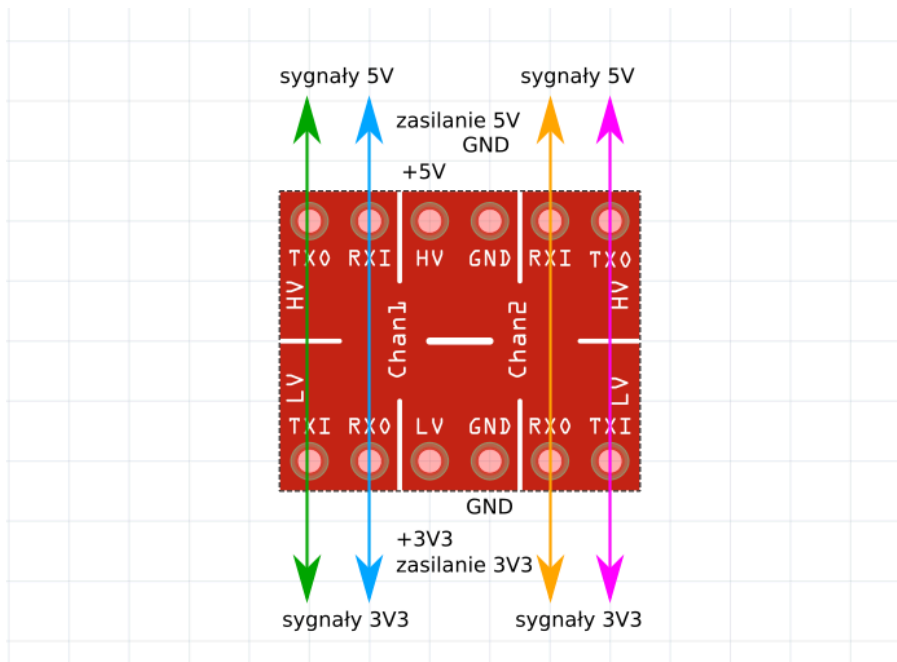 sygnały 5V
sygnały 5V
zasilanie 5V
GND
+5V
TXO RXI HV GND RXI TXO
HV
HV
Chan1
Chan2
LV
LV
TXI RXO LV GND RXO TXI
GND
+3V3
zasilanie 3V3
sygnały 3V3
sygnały 3V3